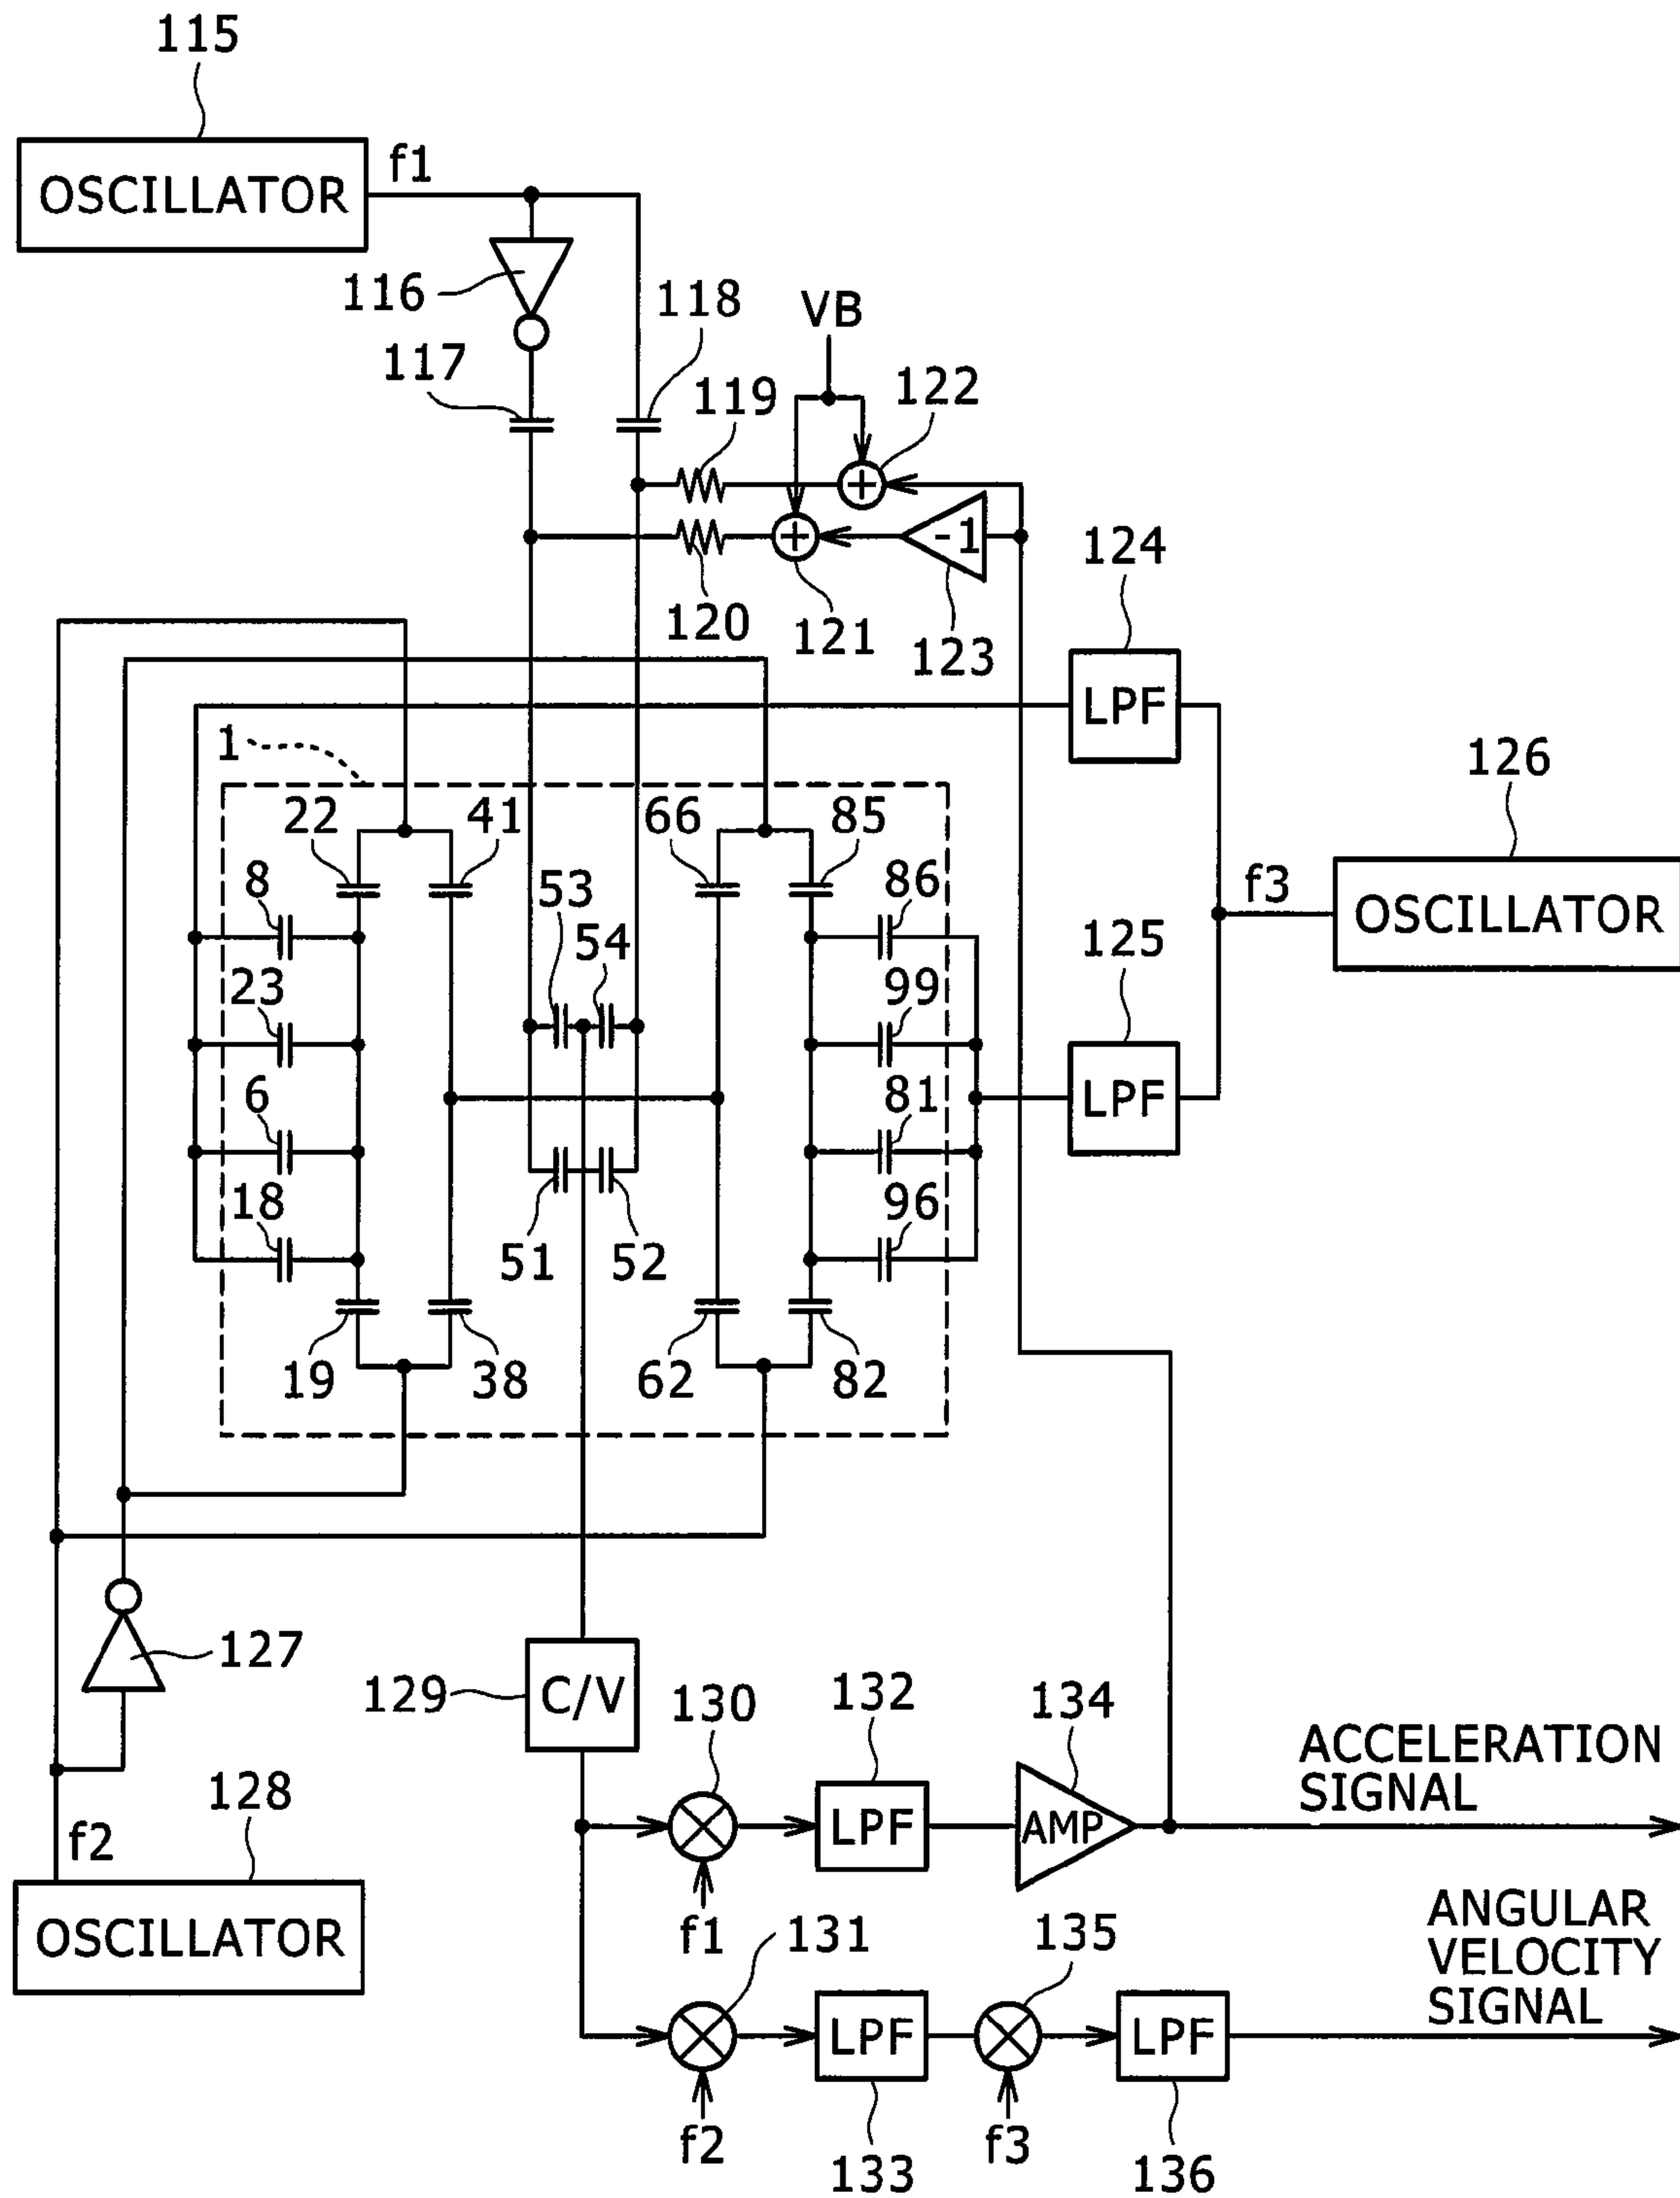 115
OSCILLATOR
f1
116
118
VB
117
119
122
+
+
-1
124
120
121
123
LPF
1
126
22
41
66
85
8
53
86
f3
OSCILLATOR
54
125
23
99
6
81
LPF
18
96
51
52
19
38
62
82
127
129
C/V
130
132
134
ACCELERATION
SIGNAL
128
LPF
AMP
f2
OSCILLATOR
f1
131
135
ANGULAR
VELOCITY
SIGNAL
LPF
LPF
f2
f3
133
136